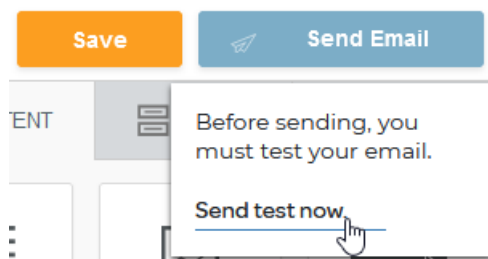 Save
Send Email
TENT
Before sending, you
must test your email.
Send test now